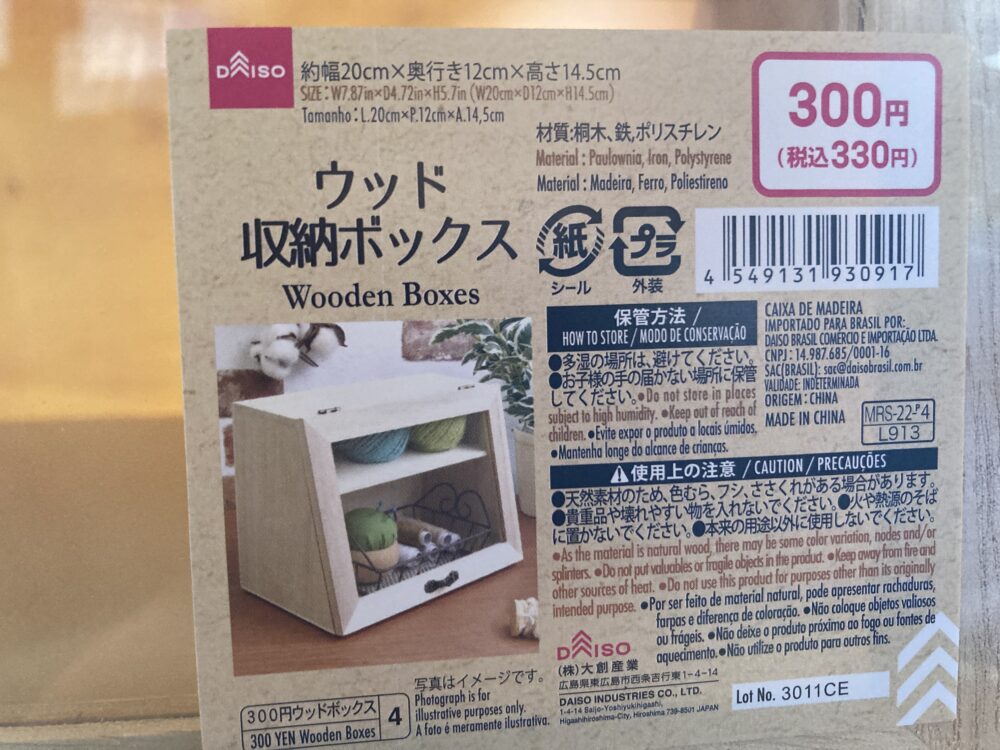 DAISO
約幅20cm×奥行き12cm×高さ14.5cm
SIZE:W7.87in×D4.72in×H5.7in (W20cm×D12cm×H14.5cm)
Tamanho:L.20cm×P.12cm×A.14,5cm
材質:桐木、鉄,ポリスチレン
Material : Paulownia, Iron, Polystyrene
Material : Madeira, Ferro, Poliestireno
300円
(税込330円)
ウッド
収納ボックス
Wooden Boxes
紙
シール
プラ
外装
4 549131 930917
保管方法 /
HOW TO STORE / MODO DE CONSERVAÇÃO
●多湿の場所は、避けてください。
●お子様の手の届かない場所に保管
してください。●Do not store in places
subject to high humidity. ●Keep out of reach of
children. ●Evite expor o produto a locais úmidos.
●Mantenha longe do alcance de crianças.
CAIXA DE MADEIRA
IMPORTADO PARA BRASIL POR:
DAISO BRASIL COMÉRCIO E IMPORTAÇÃO LTDA.
CNPJ : 14.987.685/0001-16
SAC(BRASIL): sac@daisobrasil.com.br
VALIDADE: INDETERMINADA
ORIGEM : CHINA
MADE IN CHINA
MRS-22-P4
L913
使用上の注意 / CAUTION / PRECAUÇÕES
●天然素材のため、色むら、フシ、ささくれがある場合があります。
●貴重品や壊れやすい物を入れないでください。●火や熱源のそば
に置かないでください。●本来の用途以外に使用しないでください。
●As the material is natural wood, there may be some color variation, nodes and/or
splinters. ●Do not put valuables or fragile objects in the product. ●Keep away from fire and
other sources of heat. ●Do not use this product for purposes other than its originally
intended purpose. ●Por ser feito de material natural, pode apresentar rachaduras,
farpas e diferença de coloração. ●Não coloque objetos valiosos
ou frágeis. ●Não deixe o produto próximo ao fogo ou fontes de
aquecimento. ●Não utilize o produto para outros fins.
DAISO
(株)大創産業
広島県東広島市西条吉行東1-4-14
DAISO INDUSTRIES CO., LTD.
1-4-14 Saijo-Yoshiyukihigashi,
Higashihiroshima-City, Hiroshima 739-8501 JAPAN
Lot No. 3011CE
写真はイメージです。
Photograph is for
illustrative purposes only.
A foto é meramente ilustrativa.
300円ウッドボックス
300 YEN Wooden Boxes
4